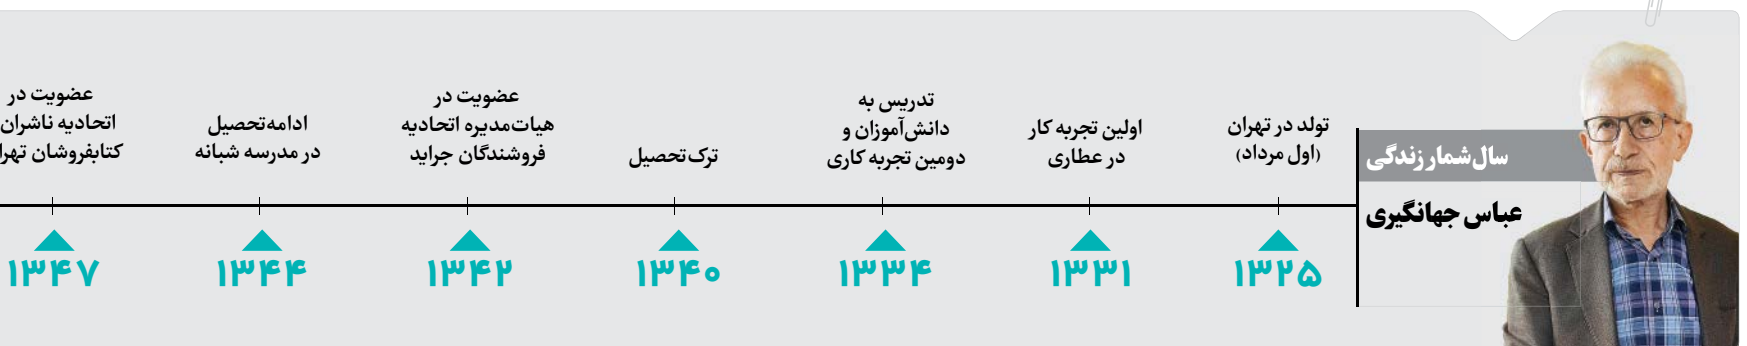 سال‌شمار زندگی
عباس جهانگیری
تولد در تهران
(اول مرداد)
۱۳۲۵
اولین تجربه کار
در عطاری
۱۳۳۱
تدریس به
دانش‌آموزان و
دومین تجربه کاری
۱۳۳۴
ترک تحصیل
۱۳۴۰
عضویت در
هیات‌مدیره اتحادیه
فروشندگان جراید
۱۳۴۲
ادامه تحصیل
در مدرسه شبانه
۱۳۴۴
عضویت در
اتحادیه ناشران
کتابفروشان
۱۳۴۷